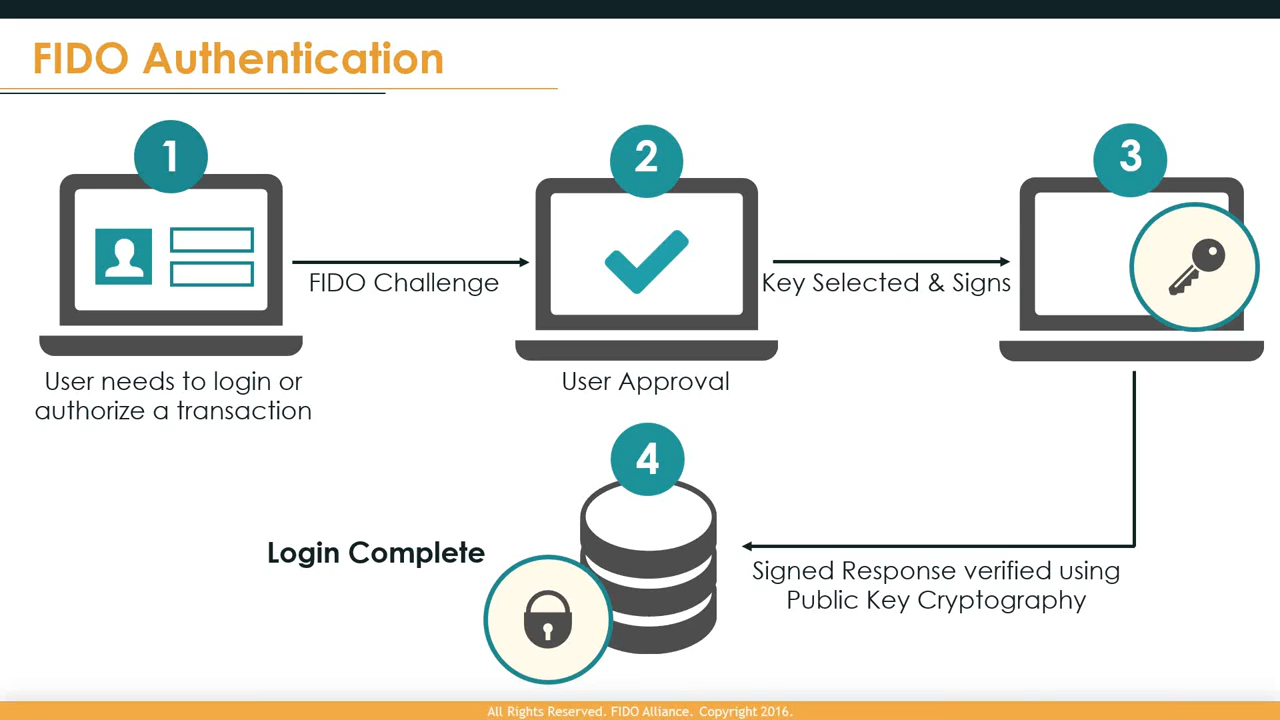 FIDO Authentication
1
2
3
FIDO Challenge
Key Selected & Signs
User needs to login or
authorize a transaction
User Approval
4
Login Complete
Signed Response verified using
Public Key Cryptography
All Rights Reserved. FIDO Alliance. Copyright 2016.